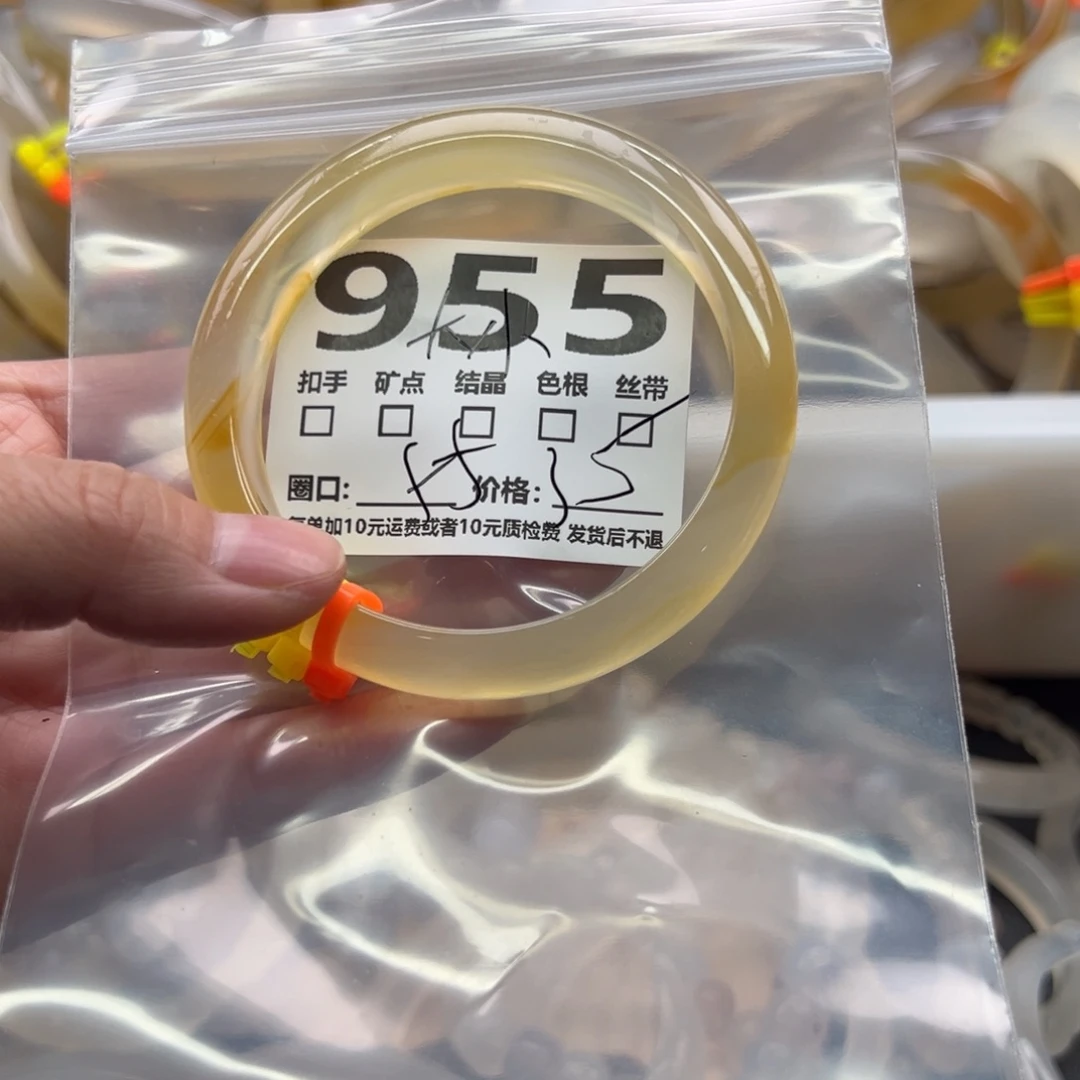 955
扣手 矿点 结晶 色根 丝带
圈口: 价格: 35
单加10元运费或者10元质检费 发货后不退